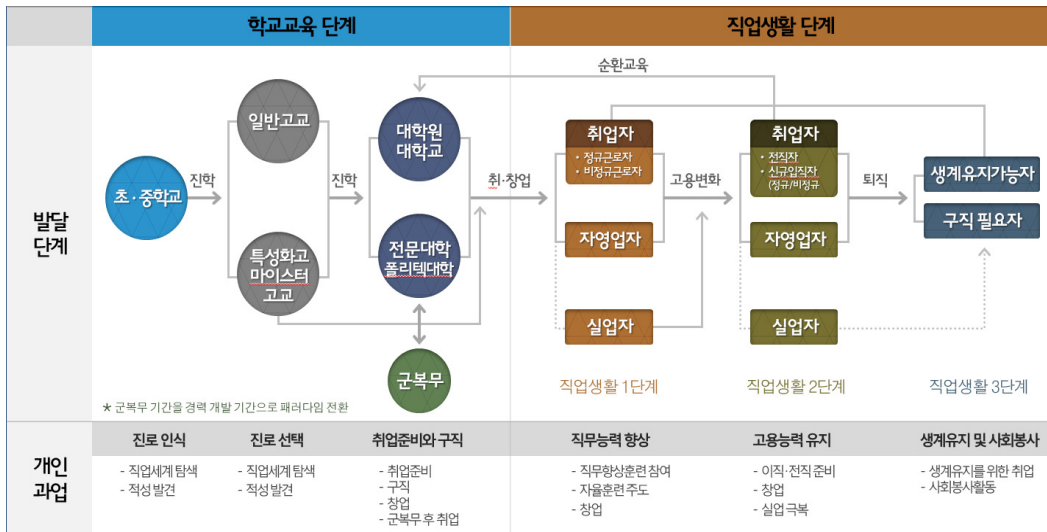 학교교육 단계
직업생활 단계
발달
단계
초·중학교
진학
일반고교
특성화고
마이스터
고교
진학
대학원
대학교
전문대학
폴리텍대학
군복무
취·창업
순환교육
취업자
· 정규근로자
· 비정규근로자
자영업자
실업자
고용변화
취업자
· 전직자
· 신규입직자
(정규/비정규
자영업자
실업자
퇴직
생계유지가능자
구직 필요자
직업생활 1단계
직업생활 2단계
직업생활 3단계
* 군복무 기간을 경력 개발 기간으로 패러다임 전환
개인
과업
진로 인식
- 직업세계 탐색
- 적성 발견
진로 선택
- 직업세계 탐색
- 적성 발견
취업준비와 구직
- 취업준비
- 구직
- 창업
- 군복무 후 취업
직무능력 향상
- 직무향상훈련 참여
- 자율훈련 주도
- 창업
고용능력 유지
- 이직·전직 준비
- 창업
- 실업 극복
생계유지 및 사회봉사
- 생계유지를 위한 취업
- 사회봉사활동